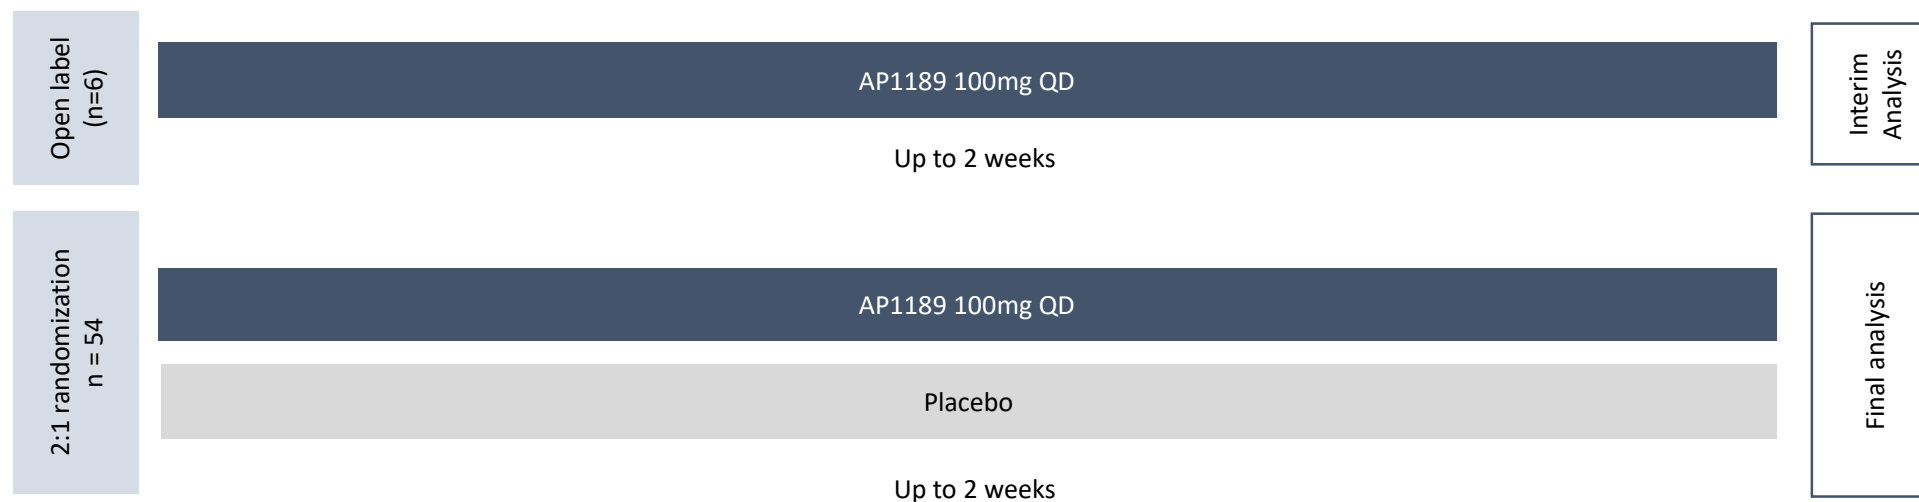 Open label
(n=6)
AP1189 100mg QD
Up to 2 weeks
Interim
Analysis
2:1 randomization
n = 54
AP1189 100mg QD
Placebo
Up to 2 weeks
Final analysis